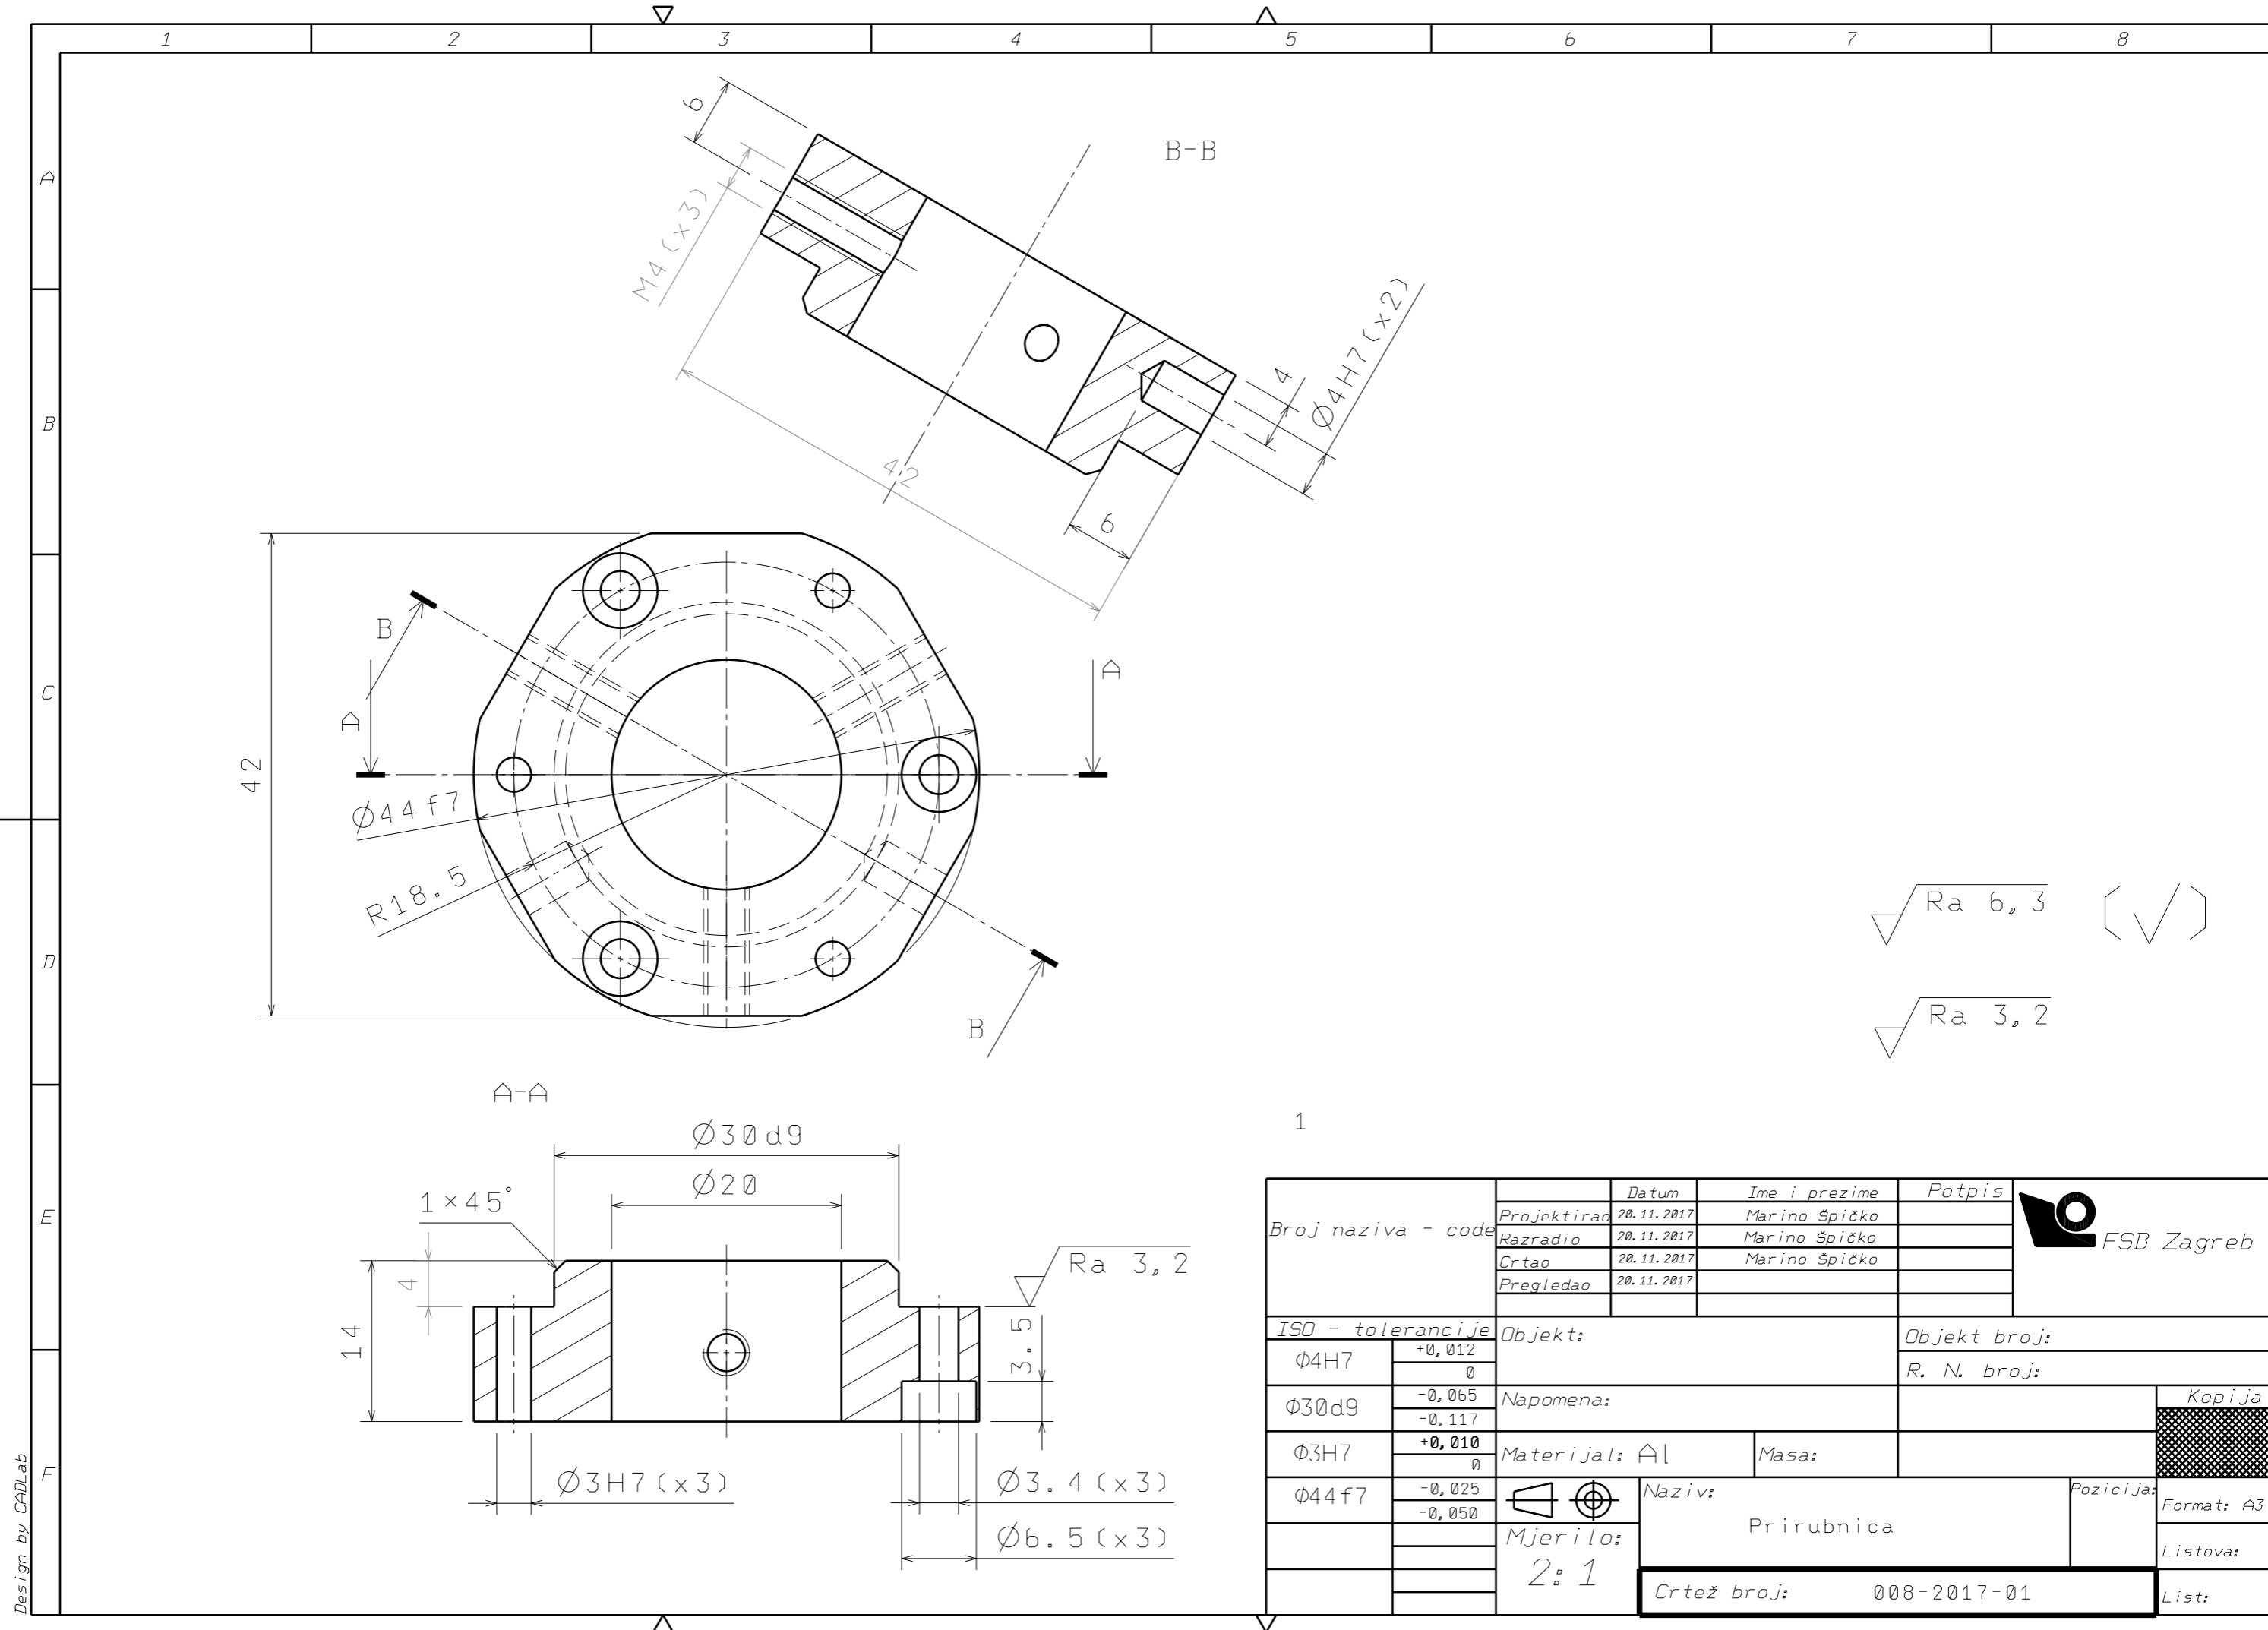 1 2 3 4 5 6 7 8
A
B
C
D
E
F
B-B
6
M4(x3)
42
6
4
Ø4H7(x2)
42
B
A
A
B
Ø44f7
R18.5
Ra 6,3 (√)
Ra 3,2
A-A
Ø30d9
Ø20
1×45°
4
14
3.5
Ra 3,2
Ø3H7(x3)
Ø3.4(x3)
Ø6.5(x3)
1
Broj naziva - code
Datum Ime i prezime Potpis
Projektirao 20.11.2017 Marino Špičko
Razradio 20.11.2017 Marino Špičko
Crtao 20.11.2017 Marino Špičko
Pregledao 20.11.2017
FSB Zagreb
ISO - tolerancije
Φ4H7 +0,012
0
Φ30d9 -0,065
-0,117
Φ3H7 +0,010
0
Φ44f7 -0,025
-0,050
Objekt:
Objekt broj:
R. N. broj:
Napomena:
Kopija
Materijal: Al
Masa:
Naziv:
Prirubnica
Pozicija:
Format: A3
Mjerilo:
2:1
Listova:
Crtež broj: 008-2017-01
List:
Design by CADLab